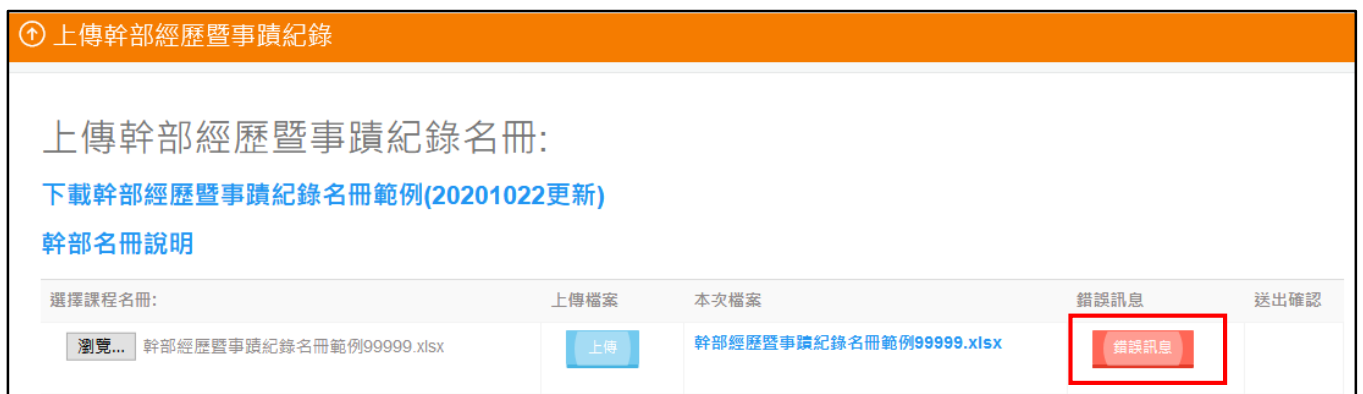 上傳幹部經歷暨事蹟紀錄
上傳幹部經歷暨事蹟紀錄名冊:
下載幹部經歷暨事蹟紀錄名冊範例(20201022更新)
幹部名冊說明
選擇課程名冊: 上傳檔案 本次檔案 錯誤訊息 送出確認
瀏覽... 幹部經歷暨事蹟紀錄名冊範例99999.xlsx 上傳 幹部經歷暨事蹟紀錄名冊範例99999.xlsx 錯誤訊息